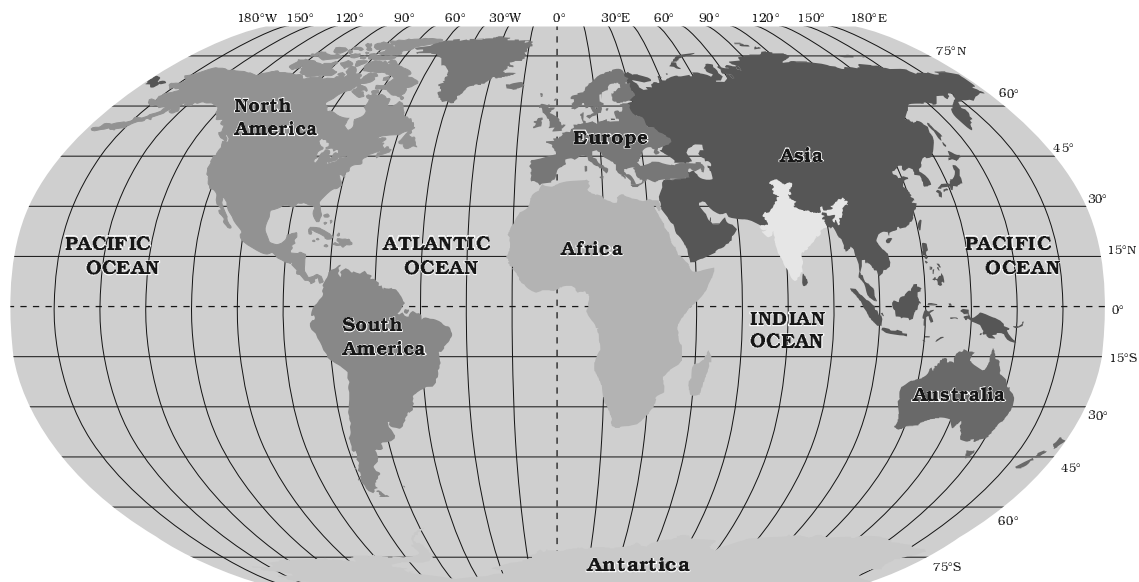 180°W 150° 120° 90° 60° 30°W 0° 30°E 60° 90° 120° 150° 180°E
75°N
60°
45°
30°
15°N
0°
15°S
30°
45°
60°
75°S
North
America
Europe
Asia
PACIFIC
OCEAN
ATLANTIC
OCEAN
Africa
PACIFIC
OCEAN
South
America
INDIAN
OCEAN
Australia
Antartica